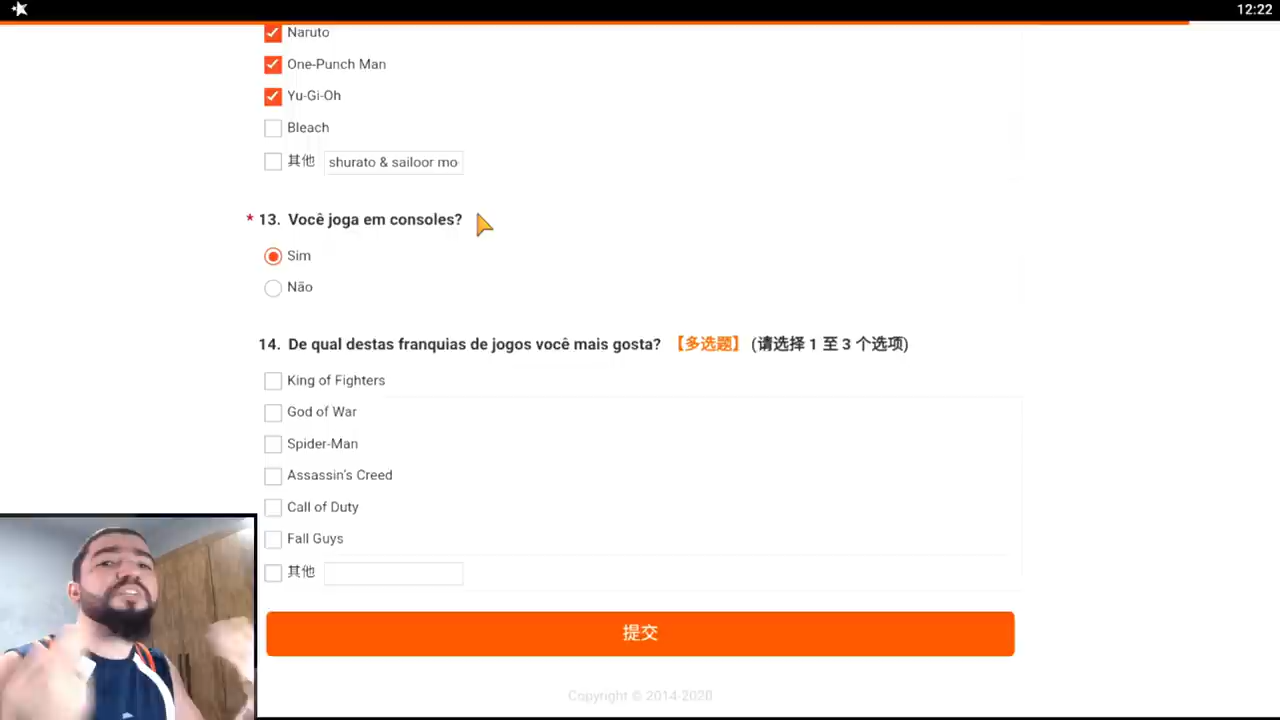 12:22
Naruto
One-Punch Man
Yu-Gi-Oh
Bleach
其他 shurato & sailoor mo
* 13. Você joga em consoles?
Sim
Não
14. De qual destas franquias de jogos você mais gosta? 【多选题】 (请选择 1 至 3 个选项)
King of Fighters
God of War
Spider-Man
Assassin's Creed
Call of Duty
Fall Guys
其他
提交
Copyright © 2014-2020